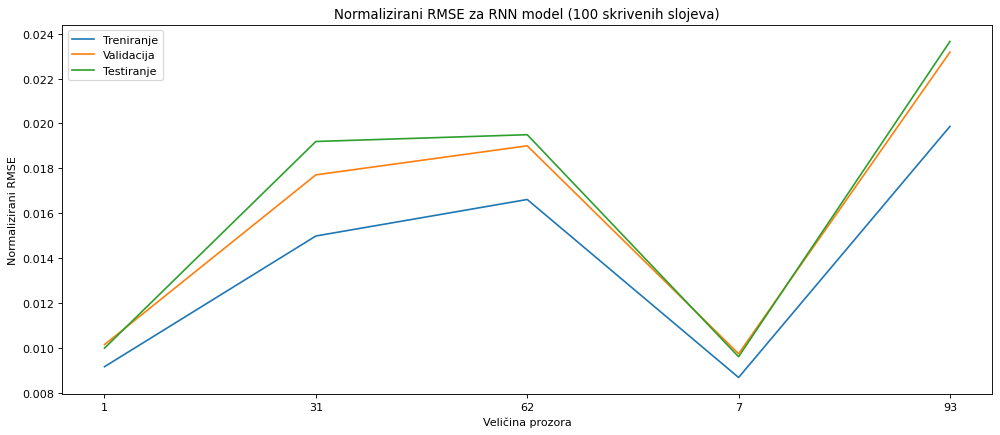 Normalizirani RMSE za RNN model (100 skrivenih slojeva)
Treniranje
Validacija
Testiranje
Normalizirani RMSE
0.024
0.022
0.020
0.018
0.016
0.014
0.012
0.010
0.008
1 31 62 7 93
Veličina prozora